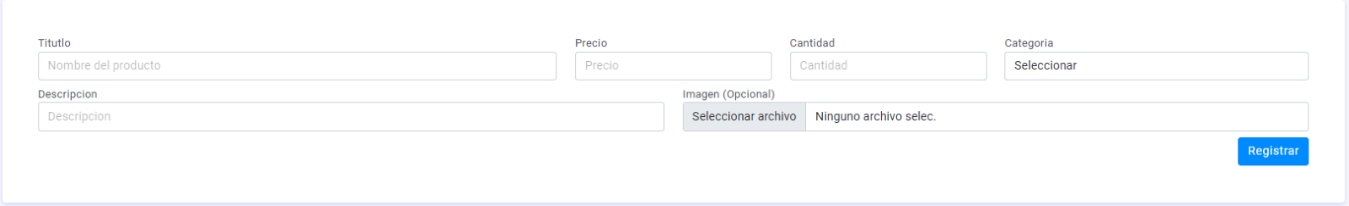 Titutlo Precio Cantidad Categoria
Nombre del producto Precio Cantidad Seleccionar
Descripcion Imagen (Opcional)
Descripcion Seleccionar archivo Ninguno archivo selec.
Registrar